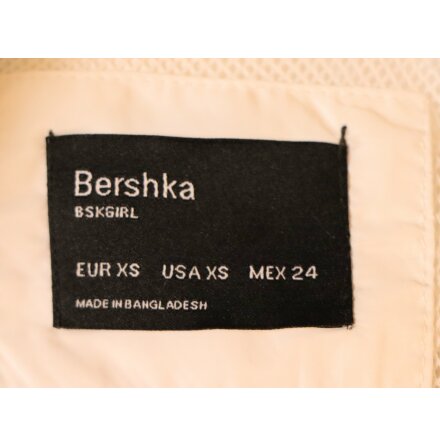 Bershka
BSKGIRL
EUR XS USA XS MEX 24
MADE IN BANGLADESH